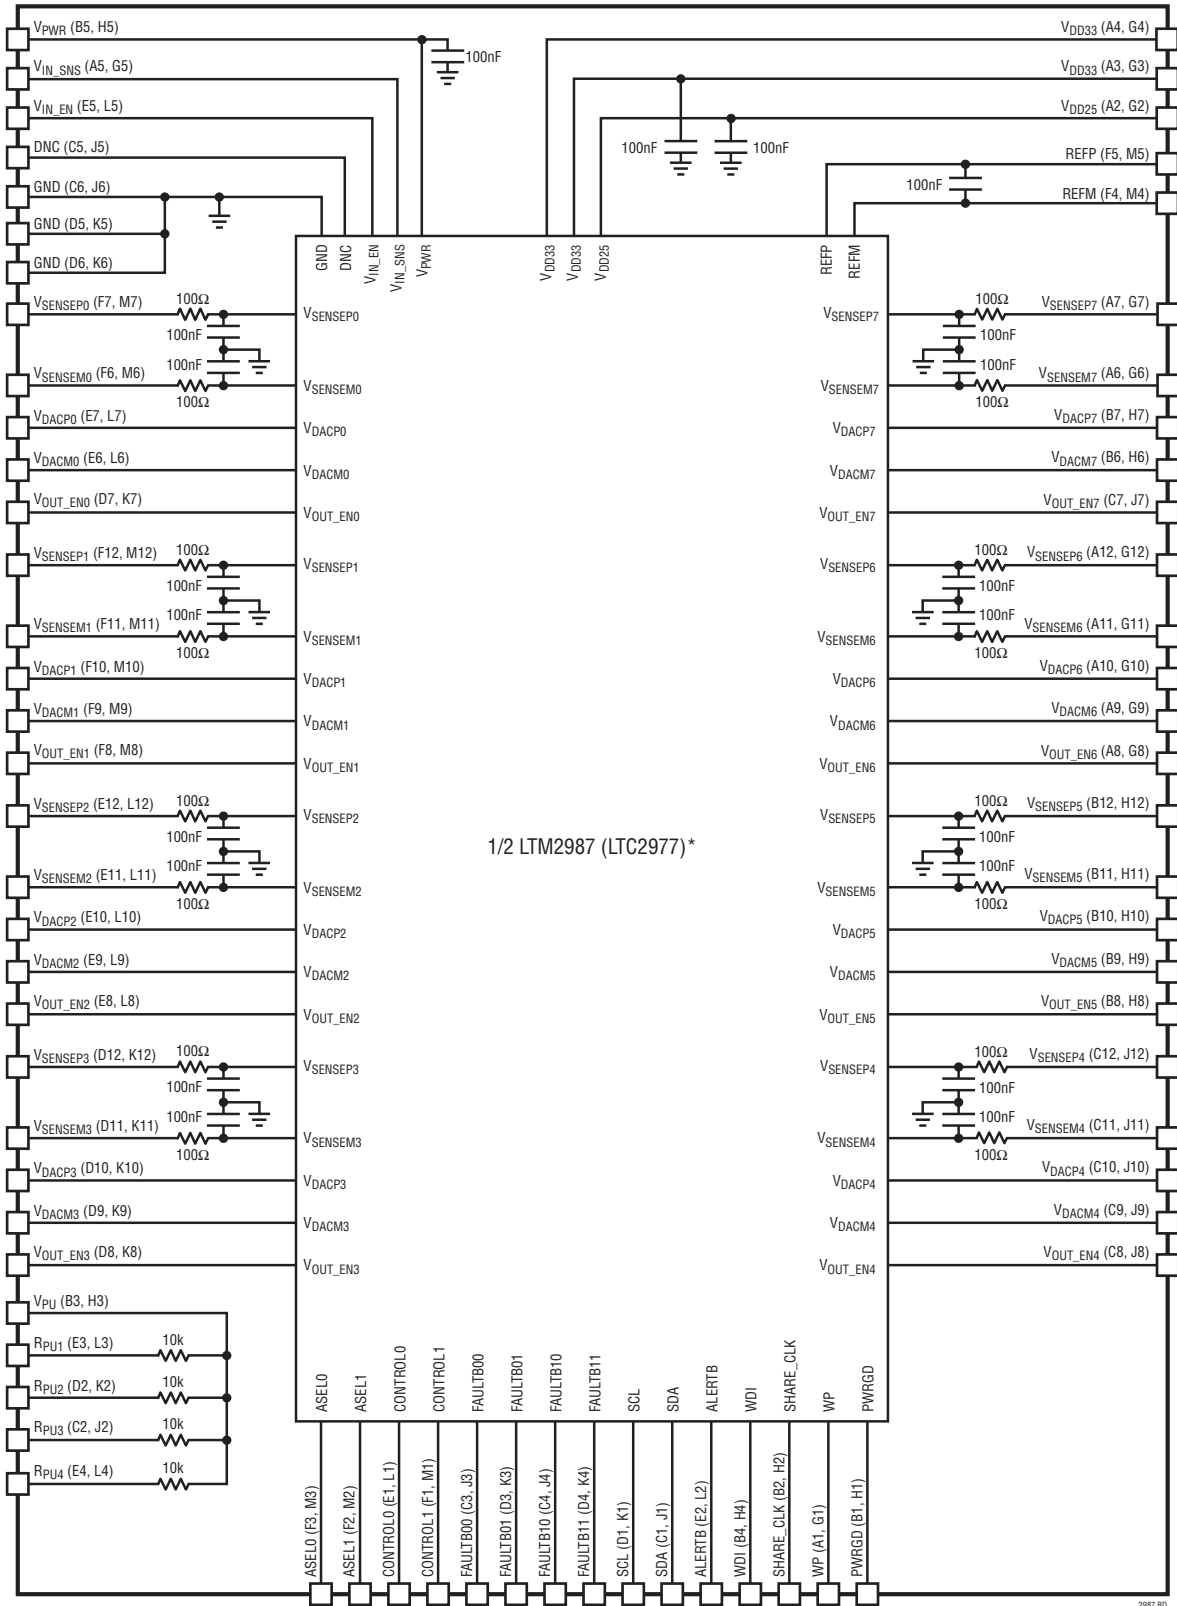 VPWR (B5, H5)
VIN_SNS (A5, G5)
VIN_EN (E5, L5)
DNC (C5, J5)
GND (C6, J6)
GND (D5, K5)
GND (D6, K6)
100nF
VDD33 (A4, G4)
VDD33 (A3, G3)
VDD25 (A2, G2)
100nF
100nF
REFP (F5, M5)
100nF
REFM (F4, M4)
GND
DNC
VIN_EN
VIN_SNS
VPWR
VDD33
VDD33
VDD25
REFP
REFM
VSENSEP0 (F7, M7)
100Ω
VSENSEP0
100nF
100nF
VSENSEM0 (F6, M6)
100Ω
VSENSEM0
VDACP0 (E7, L7)
VDACP0
VDACM0 (E6, L6)
VDACM0
VOUT_EN0 (D7, K7)
VOUT_EN0
VSENSEP1 (F12, M12)
100Ω
VSENSEP1
100nF
100nF
VSENSEM1 (F11, M11)
100Ω
VSENSEM1
VDACP1 (F10, M10)
VDACP1
VDACM1 (F9, M9)
VDACM1
VOUT_EN1 (F8, M8)
VOUT_EN1
VSENSEP2 (E12, L12)
100Ω
VSENSEP2
100nF
100nF
VSENSEM2 (E11, L11)
100Ω
VSENSEM2
VDACP2 (E10, L10)
VDACP2
VDACM2 (E9, L9)
VDACM2
VOUT_EN2 (E8, L8)
VOUT_EN2
VSENSEP3 (D12, K12)
100Ω
VSENSEP3
100nF
100nF
VSENSEM3 (D11, K11)
100Ω
VSENSEM3
VDACP3 (D10, K10)
VDACP3
VDACM3 (D9, K9)
VDACM3
VOUT_EN3 (D8, K8)
VOUT_EN3
1/2 LTM2987 (LTC2977)*
VSENSEP7
100Ω
VSENSEP7 (A7, G7)
100nF
100nF
VSENSEM7
100Ω
VSENSEM7 (A6, G6)
VDACP7
VDACP7 (B7, H7)
VDACM7
VDACM7 (B6, H6)
VOUT_EN7
VOUT_EN7 (C7, J7)
VSENSEP6
100Ω
VSENSEP6 (A12, G12)
100nF
100nF
VSENSEM6
100Ω
VSENSEM6 (A11, G11)
VDACP6
VDACP6 (A10, G10)
VDACM6
VDACM6 (A9, G9)
VOUT_EN6
VOUT_EN6 (A8, G8)
VSENSEP5
100Ω
VSENSEP5 (B12, H12)
100nF
100nF
VSENSEM5
100Ω
VSENSEM5 (B11, H11)
VDACP5
VDACP5 (B10, H10)
VDACM5
VDACM5 (B9, H9)
VOUT_EN5
VOUT_EN5 (B8, H8)
VSENSEP4
100Ω
VSENSEP4 (C12, J12)
100nF
100nF
VSENSEM4
100Ω
VSENSEM4 (C11, J11)
VDACP4
VDACP4 (C10, J10)
VDACM4
VDACM4 (C9, J9)
VOUT_EN4
VOUT_EN4 (C8, J8)
VPU (B3, H3)
RPU1 (E3, L3)
10k
RPU2 (D2, K2)
10k
RPU3 (C2, J2)
10k
RPU4 (E4, L4)
10k
ASEL0
ASEL1
CONTROL0
CONTROL1
FAULTB00
FAULTB01
FAULTB10
FAULTB11
SCL
SDA
ALERTB
WDI
SHARE_CLK
WP
PWRGD
ASEL0 (F3, M3)
ASEL1 (F2, M2)
CONTROL0 (E1, L1)
CONTROL1 (F1, M1)
FAULTB00 (C3, J3)
FAULTB01 (D3, K3)
FAULTB10 (C4, J4)
FAULTB11 (D4, K4)
SCL (D1, K1)
SDA (C1, J1)
ALERTB (E2, L2)
WDI (B4, H4)
SHARE_CLK (B2, H2)
WP (A1, G1)
PWRGD (B1, H1)
2987 BD